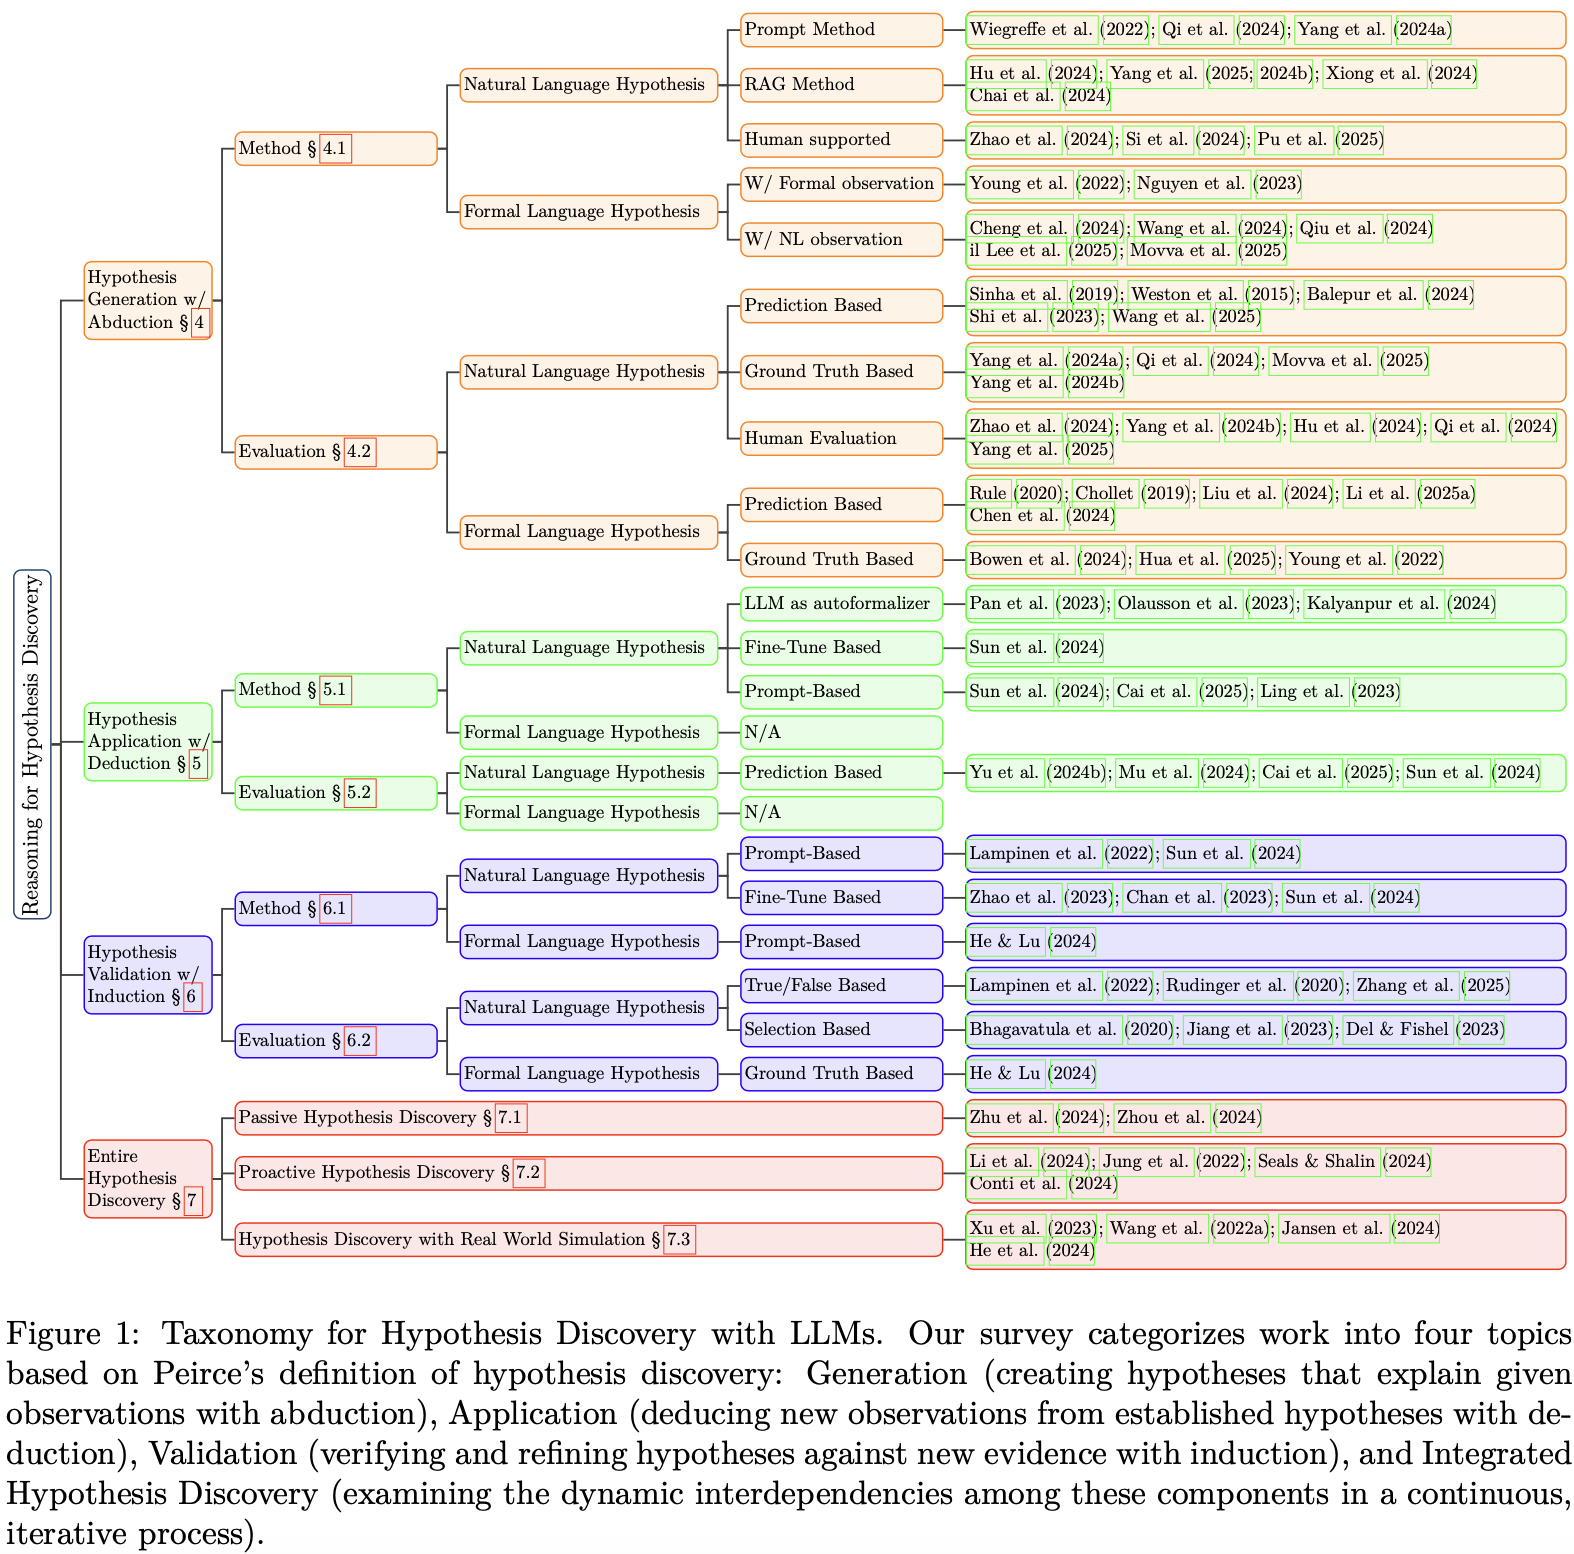 Reasoning for Hypothesis Discovery
Hypothesis
Generation w/
Abduction § 4
Method § 4.1
Natural Language Hypothesis
Prompt Method
Wiegreffe et al. (2022); Qi et al. (2024); Yang et al. (2024a)
RAG Method
Hu et al. (2024); Yang et al. (2025; 2024b); Xiong et al. (2024)
Chai et al. (2024)
Human supported
Zhao et al. (2024); Si et al. (2024); Pu et al. (2025)
Formal Language Hypothesis
W/ Formal observation
Young et al. (2022); Nguyen et al. (2023)
W/ NL observation
Cheng et al. (2024); Wang et al. (2024); Qiu et al. (2024)
il Lee et al. (2025); Movva et al. (2025)
Evaluation § 4.2
Natural Language Hypothesis
Prediction Based
Sinha et al. (2019); Weston et al. (2015); Balepur et al. (2024)
Shi et al. (2023); Wang et al. (2025)
Ground Truth Based
Yang et al. (2024a); Qi et al. (2024); Movva et al. (2025)
Yang et al. (2024b)
Human Evaluation
Zhao et al. (2024); Yang et al. (2024b); Hu et al. (2024); Qi et al. (2024)
Yang et al. (2025)
Formal Language Hypothesis
Prediction Based
Rule (2020); Chollet (2019); Liu et al. (2024); Li et al. (2025a)
Chen et al. (2024)
Ground Truth Based
Bowen et al. (2024); Hua et al. (2025); Young et al. (2022)
Hypothesis
Application w/
Deduction § 5
Method § 5.1
Natural Language Hypothesis
LLM as autoformalizer
Pan et al. (2023); Olausson et al. (2023); Kalyanpur et al. (2024)
Fine-Tune Based
Sun et al. (2024)
Prompt-Based
Sun et al. (2024); Cai et al. (2025); Ling et al. (2023)
Formal Language Hypothesis
N/A
Evaluation § 5.2
Natural Language Hypothesis
Prediction Based
Yu et al. (2024b); Mu et al. (2024); Cai et al. (2025); Sun et al. (2024)
Formal Language Hypothesis
N/A
Hypothesis
Validation w/
Induction § 6
Method § 6.1
Natural Language Hypothesis
Prompt-Based
Lampinen et al. (2022); Sun et al. (2024)
Fine-Tune Based
Zhao et al. (2023); Chan et al. (2023); Sun et al. (2024)
Formal Language Hypothesis
Prompt-Based
He & Lu (2024)
Evaluation § 6.2
Natural Language Hypothesis
True/False Based
Lampinen et al. (2022); Rudinger et al. (2020); Zhang et al. (2025)
Selection Based
Bhagavatula et al. (2020); Jiang et al. (2023); Del & Fishel (2023)
Formal Language Hypothesis
Ground Truth Based
He & Lu (2024)
Entire
Hypothesis
Discovery § 7
Passive Hypothesis Discovery § 7.1
Zhu et al. (2024); Zhou et al. (2024)
Proactive Hypothesis Discovery § 7.2
Li et al. (2024); Jung et al. (2022); Seals & Shalin (2024)
Conti et al. (2024)
Hypothesis Discovery with Real World Simulation § 7.3
Xu et al. (2023); Wang et al. (2022a); Jansen et al. (2024)
He et al. (2024)
Figure 1: Taxonomy for Hypothesis Discovery with LLMs. Our survey categorizes work into four topics
based on Peirce's definition of hypothesis discovery: Generation (creating hypotheses that explain given
observations with abduction), Application (deducing new observations from established hypotheses with de-
duction), Validation (verifying and refining hypotheses against new evidence with induction), and Integrated
Hypothesis Discovery (examining the dynamic interdependencies among these components in a continuous,
iterative process).